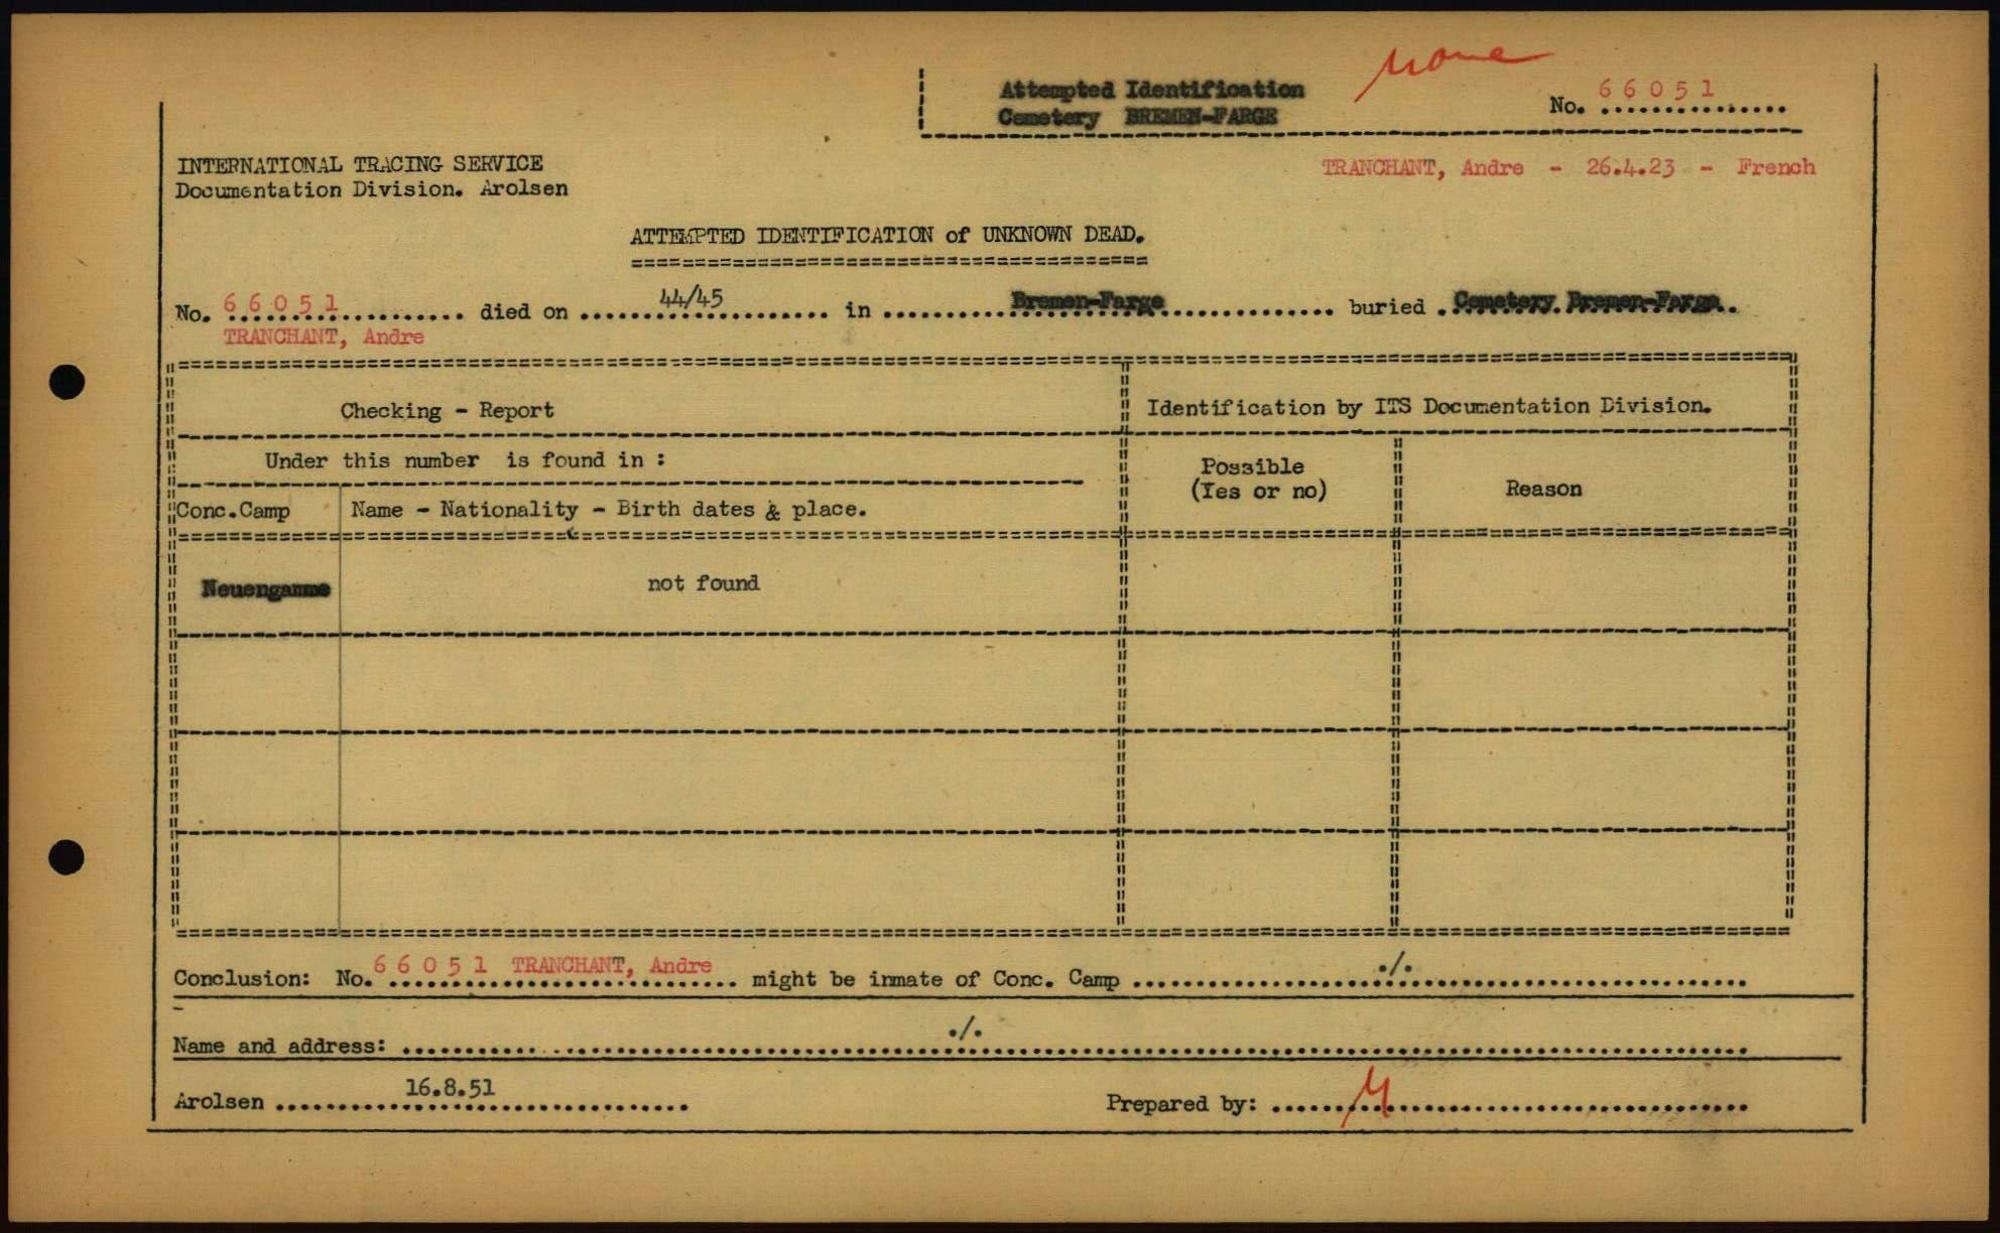 none
Attempted Identification
Cemetery BREMEN-FARGE
No. 66051
INTERNATIONAL TRACING SERVICE
Documentation Division. Arolsen
TRANCHANT, Andre - 26.4.23 - French
ATTEMPTED IDENTIFICATION of UNKNOWN DEAD.
No. 66051 died on 44/45 in Bremen-Farge buried Cemetery Bremen-Farge.
TRANCHANT, Andre
Checking - Report
Identification by ITS Documentation Division.
Under this number is found in :
Possible
(Yes or no)
Reason
Conc.Camp
Name - Nationality - Birth dates & place.
Neuengamme
not found
Conclusion: No. 66051 TRANCHANT, Andre might be inmate of Conc. Camp ./.
Name and address: ./.
Arolsen 16.8.51
Prepared by: